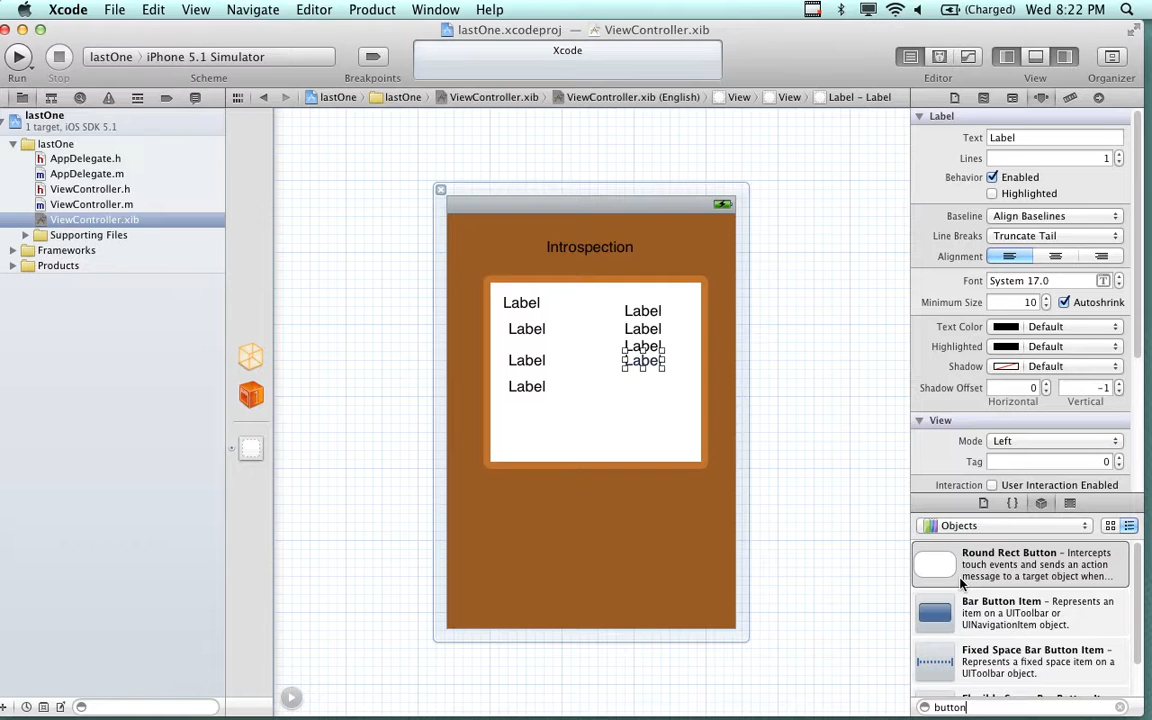 Xcode File Edit View Navigate Editor Product Window Help (Charged) Wed 8:22 PM
lastOne.xcodeproj — ViewController.xib
lastOne iPhone 5.1 Simulator Xcode
Run Stop Scheme Breakpoints Editor View Organizer
lastOne lastOne ViewController.xib ViewController.xib (English) View View Label - Label
lastOne
1 target, iOS SDK 5.1
lastOne
AppDelegate.h
AppDelegate.m
ViewController.h
ViewController.m
ViewController.xib
Supporting Files
Frameworks
Products
Introspection
Label
Label
Label
Label
Label
Label
Label
Label
Label
Text Label
Lines 1
Behavior Enabled
Highlighted
Baseline Align Baselines
Line Breaks Truncate Tail
Alignment
Font System 17.0 T
Minimum Size 10 Autoshrink
Text Color Default
Highlighted Default
Shadow Default
Shadow Offset 0 -1
Horizontal Vertical
View
Mode Left
Tag 0
Interaction User Interaction Enabled
Objects
Round Rect Button - Intercepts
touch events and sends an action
message to a target object when...
Bar Button Item - Represents an
item on a UIToolbar or
UINavigationItem object.
Fixed Space Bar Button Item -
Represents a fixed space item on a
UIToolbar object.
button